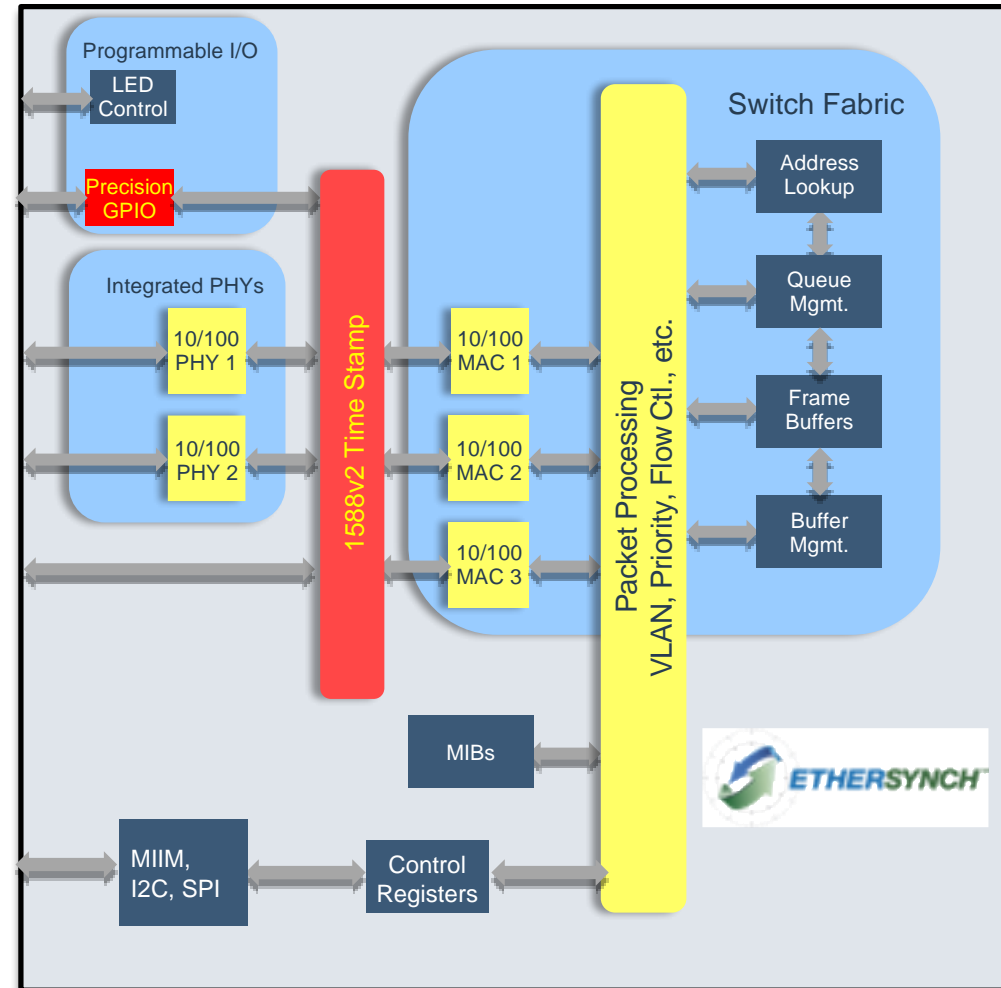 Programmable I/O
LED
Control
Precision
GPIO
Integrated PHYs
10/100
PHY 1
10/100
PHY 2
1588v2 Time Stamp
Switch Fabric
10/100
MAC 1
10/100
MAC 2
10/100
MAC 3
Packet Processing
VLAN, Priority, Flow Ctl., etc.
Address
Lookup
Queue
Mgmt.
Frame
Buffers
Buffer
Mgmt.
MIBs
ETHERSYNCH™
MIIM,
I2C, SPI
Control
Registers